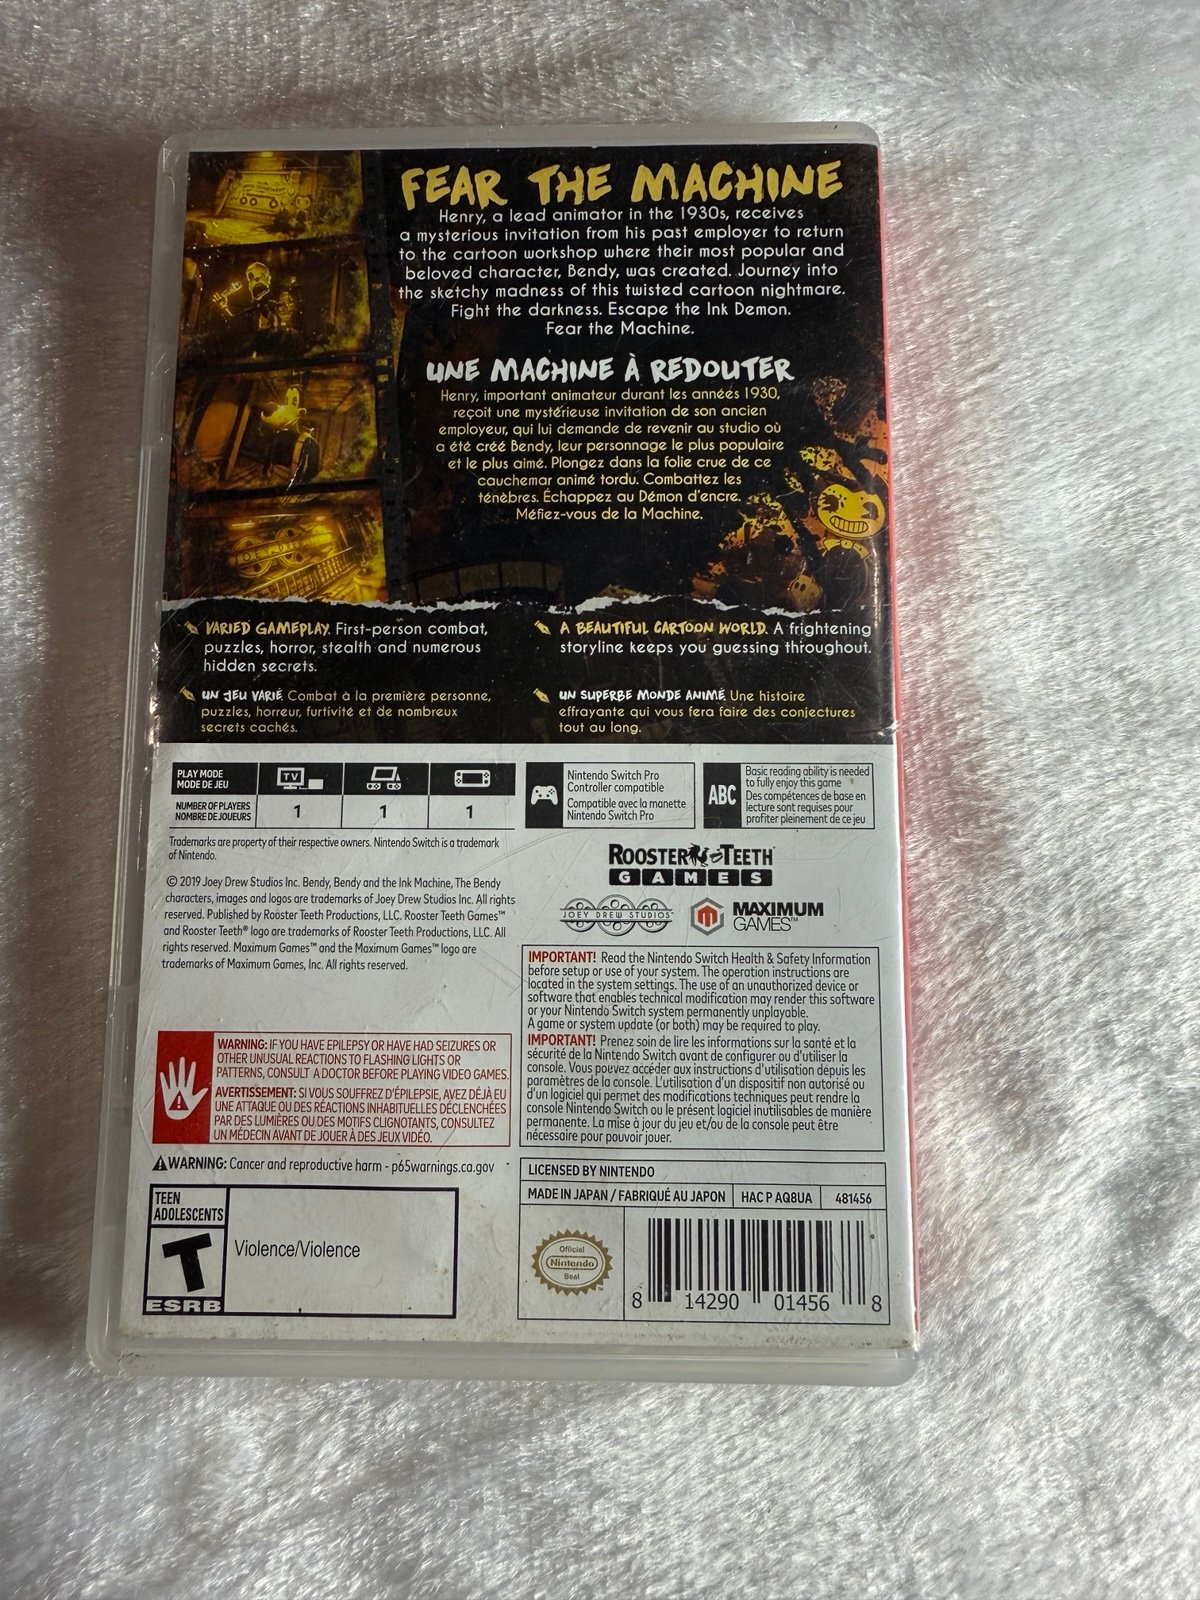 FEAR THE MACHINE
Henry, a lead animator in the 1930s, receives
a mysterious invitation from his past employer to return
to the cartoon workshop where their most popular and
beloved character, Bendy, was created. Journey into
the sketchy madness of this twisted cartoon nightmare.
Fight the darkness. Escape the Ink Demon.
Fear the Machine.
UNE MACHINE À REDOUTER
Henry, important animateur durant les années 1930,
reçoit une mystérieuse invitation de son ancien
employeur, qui lui demande de revenir au studio où
a été créé Bendy, leur personnage le plus populaire
et le plus aimé. Plongez dans la folie crue de ce
cauchemar animé tordu. Combattez les
ténèbres. Échappez au Démon d'encre.
Méfiez-vous de la Machine.
JOEY DREW
VARIED GAMEPLAY. First-person combat,
puzzles, horror, stealth and numerous
hidden secrets.
UN JEU VARIÉ Combat à la première personne,
puzzles, horreur, furtivité et de nombreux
secrets cachés.
A BEAUTIFUL CARTOON WORLD. A frightening
storyline keeps you guessing throughout.
UN SUPERBE MONDE ANIMÉ Une histoire
effrayante qui vous fera faire des conjectures
tout au long.
PLAY MODE
MODE DE JEU
TV
NUMBER OF PLAYERS
NOMBRE DE JOUEURS
1 1 1
Nintendo Switch Pro
Controller compatible
Compatible avec la manette
Nintendo Switch Pro
ABC
Basic reading ability is needed
to fully enjoy this game
Des compétences de base en
lecture sont requises pour
profiter pleinement de ce jeu
Trademarks are property of their respective owners. Nintendo Switch is a trademark
of Nintendo.
© 2019 Joey Drew Studios Inc. Bendy, Bendy and the Ink Machine, The Bendy
characters, images and logos are trademarks of Joey Drew Studios Inc. All rights
reserved. Published by Rooster Teeth Productions, LLC. Rooster Teeth Games™
and Rooster Teeth® logo are trademarks of Rooster Teeth Productions, LLC. All
rights reserved. Maximum Games™ and the Maximum Games™ logo are
trademarks of Maximum Games, Inc. All rights reserved.
ROOSTER TEETH
GAMES
JOEY DREW STUDIOS
MAXIMUM
GAMES™
IMPORTANT! Read the Nintendo Switch Health & Safety Information
before setup or use of your system. The operation instructions are
located in the system settings. The use of an unauthorized device or
software that enables technical modification may render this software
or your Nintendo Switch system permanently unplayable.
A game or system update (or both) may be required to play.
IMPORTANT! Prenez soin de lire les informations sur la santé et la
sécurité de la Nintendo Switch avant de configurer ou d'utiliser la
console. Vous pouvez accéder aux instructions d'utilisation depuis les
paramètres de la console. L'utilisation d'un dispositif non autorisé ou
d'un logiciel qui permet des modifications techniques peut rendre la
console Nintendo Switch ou le présent logiciel inutilisables de manière
permanente. La mise à jour du jeu et/ou de la console peut être
nécessaire pour pouvoir jouer.
WARNING: IF YOU HAVE EPILEPSY OR HAVE HAD SEIZURES OR
OTHER UNUSUAL REACTIONS TO FLASHING LIGHTS OR
PATTERNS, CONSULT A DOCTOR BEFORE PLAYING VIDEO GAMES.
AVERTISSEMENT: SI VOUS SOUFFREZ D'ÉPILEPSIE, AVEZ DÉJÀ EU
UNE ATTAQUE OU DES RÉACTIONS INHABITUELLES DÉCLENCHÉES
PAR DES LUMIÈRES OU DES MOTIFS CLIGNOTANTS, CONSULTEZ
UN MÉDECIN AVANT DE JOUER À DES JEUX VIDÉO.
WARNING: Cancer and reproductive harm - p65warnings.ca.gov
TEEN
ADOLESCENTS
T
ESRB
Violence/Violence
LICENSED BY NINTENDO
MADE IN JAPAN / FABRIQUÉ AU JAPON HAC P AQ8UA 481456
Official
Nintendo
Seal
8 14290 01456 8